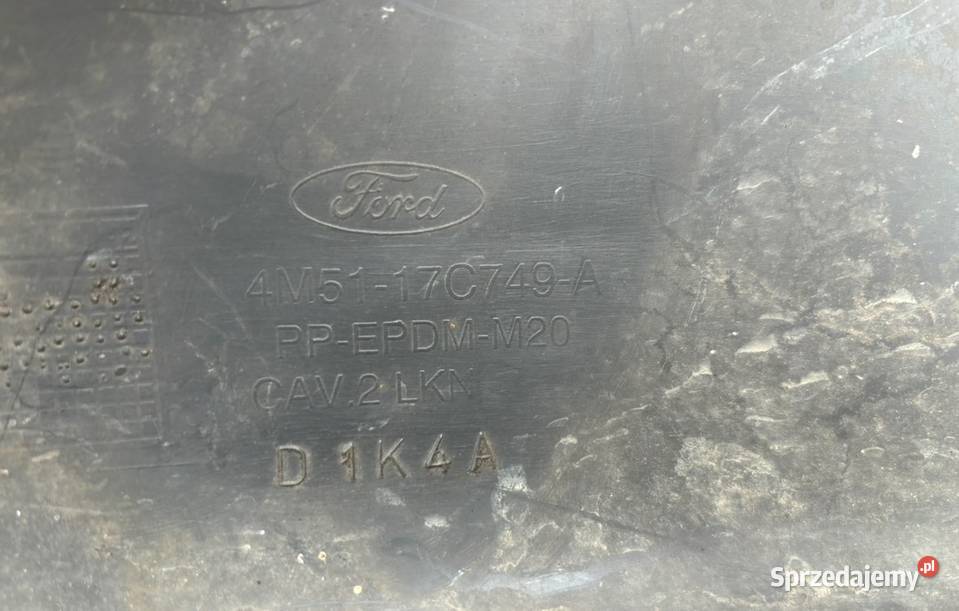 Ford
4M51-17C749-A
PP-EPDM-M20
CAV.2 LKN
D 1K4A
Sprzedajemy.pl